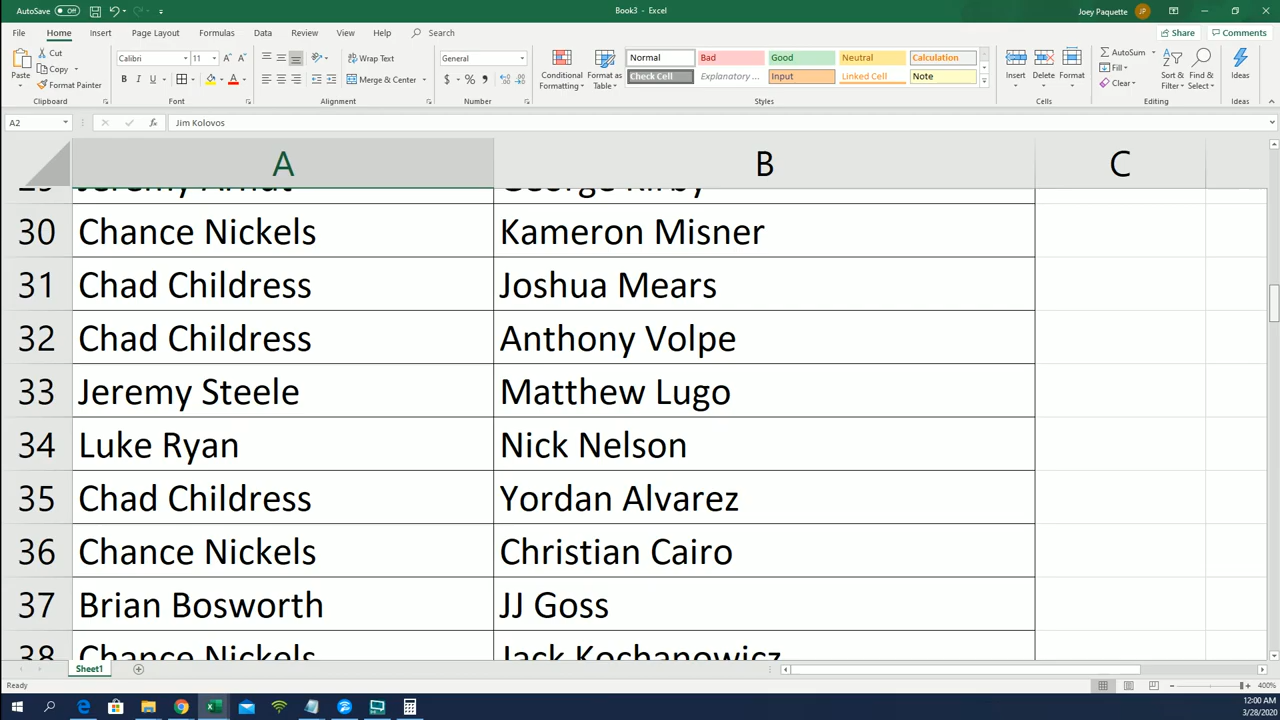 AutoSave Off
Book3 - Excel
Joey Paquette JP
File Home Insert Page Layout Formulas Data Review View Help Search
Share Comments
Paste
Cut
Copy
Format Painter
Clipboard
Calibri 11
B I U
Font
Wrap Text
Merge & Center
Alignment
General
$ % ,
Number
Conditional Formatting
Format as Table
Normal Bad Good Neutral Calculation
Check Cell Explanatory ... Input Linked Cell Note
Styles
Insert Delete Format
Cells
AutoSum
Fill
Clear
Sort & Filter
Find & Select
Editing
Ideas
Ideas
A2 fx Jim Kolovos
A B C
30 Chance Nickels Kameron Misner
31 Chad Childress Joshua Mears
32 Chad Childress Anthony Volpe
33 Jeremy Steele Matthew Lugo
34 Luke Ryan Nick Nelson
35 Chad Childress Yordan Alvarez
36 Chance Nickels Christian Cairo
37 Brian Bosworth JJ Goss
38 Chance Nickels Jack Kochanowicz
Sheet1
Ready
400%
12:00 AM
3/28/2020